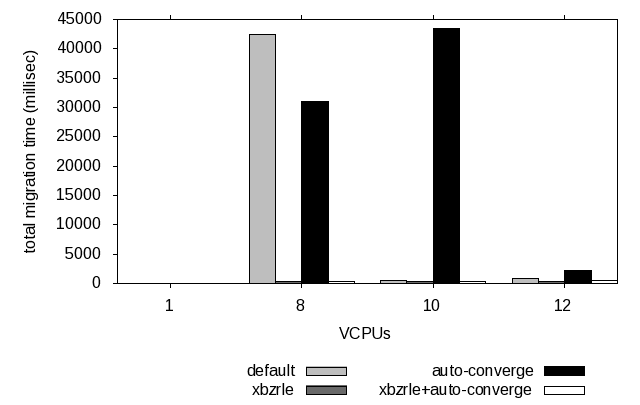 45000
40000
35000
30000
25000
20000
15000
10000
5000
0
total migration time (millisec)
1 8 10 12
VCPUs
default auto-converge
xbzrle xbzrle+auto-converge